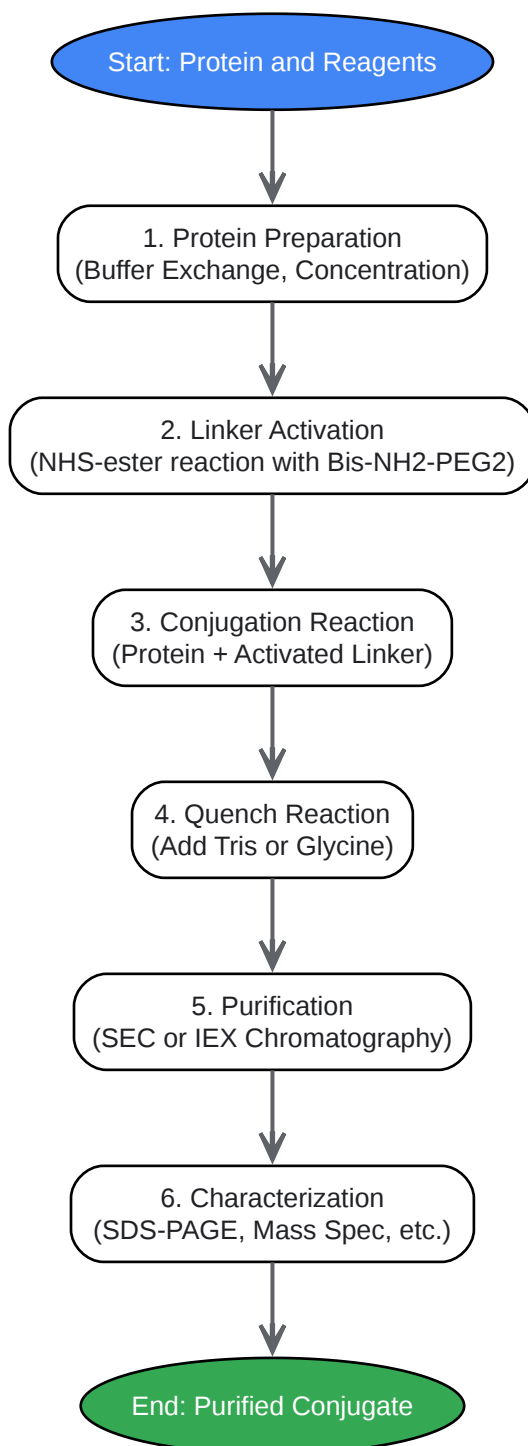 Start: Protein and Reagents
1. Protein Preparation
(Buffer Exchange, Concentration)
2. Linker Activation
(NHS-ester reaction with Bis-NH2-PEG2)
3. Conjugation Reaction
(Protein + Activated Linker)
4. Quench Reaction
(Add Tris or Glycine)
5. Purification
(SEC or IEX Chromatography)
6. Characterization
(SDS-PAGE, Mass Spec, etc.)
End: Purified Conjugate